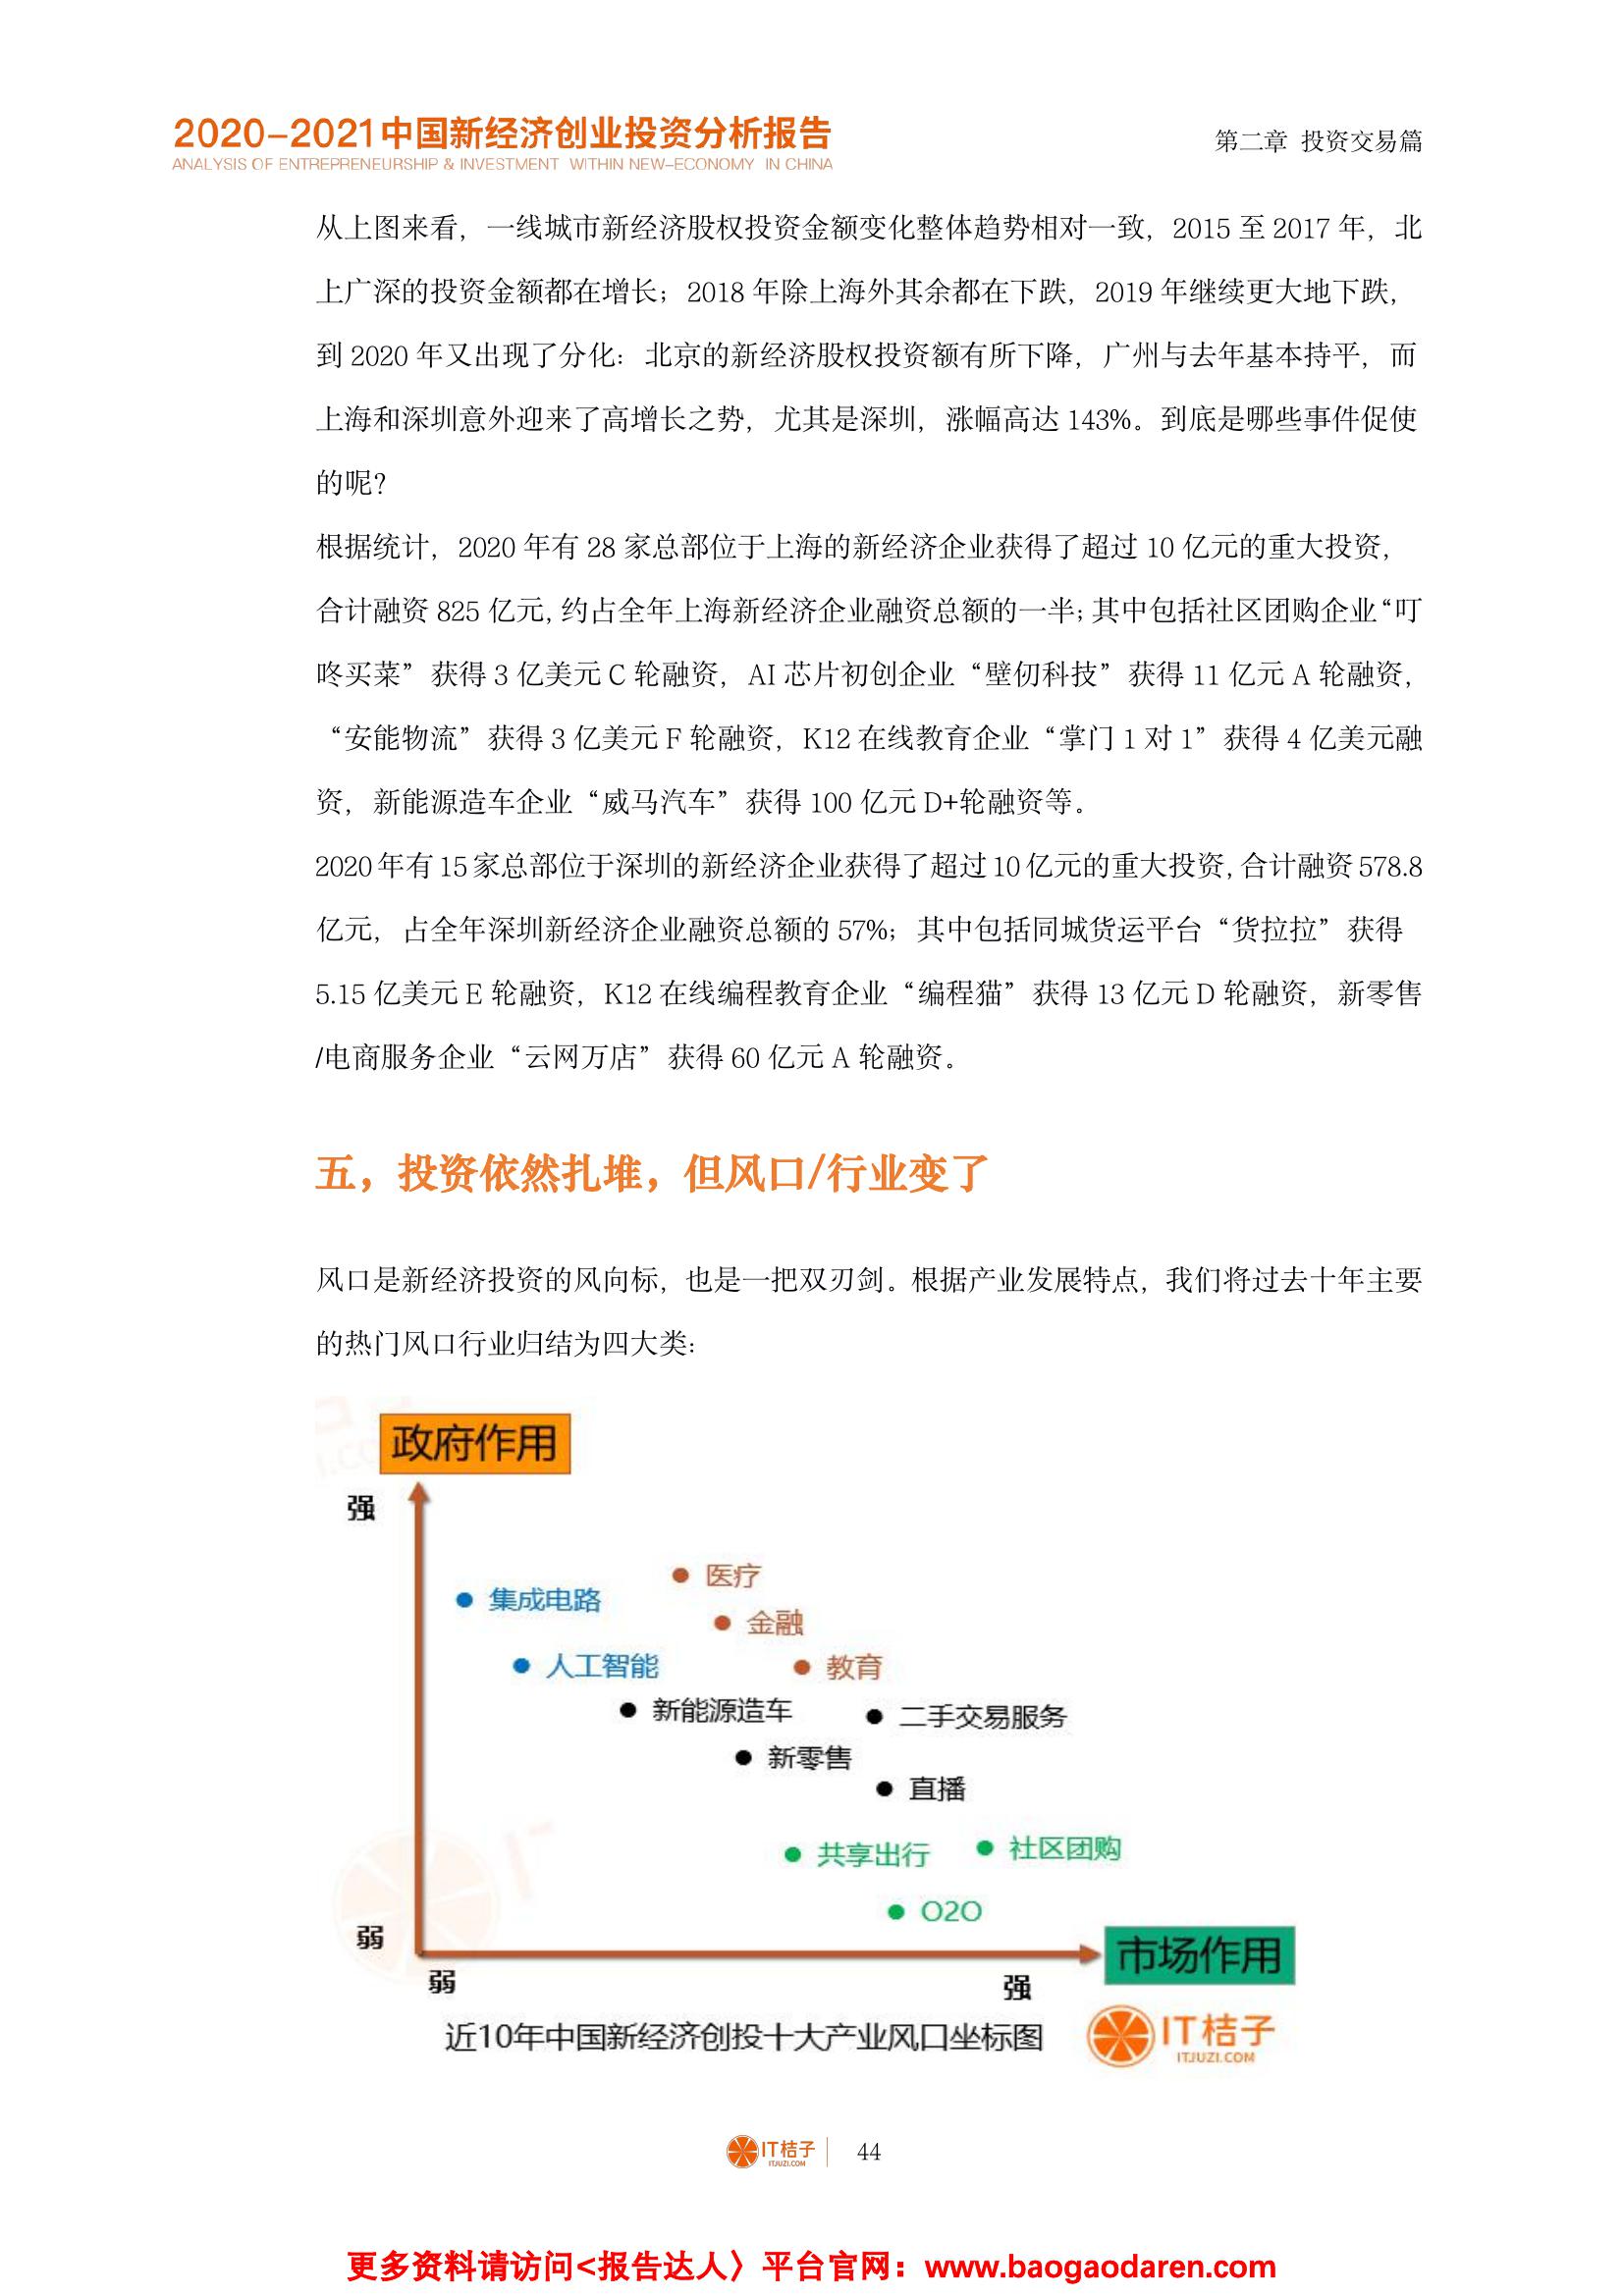 2020-2021中国新经济创业投资分析报告
ANALYSIS OF ENTREPRENEURSHIP & INVESTMENT WITHIN NEW-ECONOMY IN CHINA
第二章 投资交易篇
从上图来看，一线城市新经济股权投资金额变化整体趋势相对一致，2015 至 2017 年，北
上广深的投资金额都在增长；2018 年除上海外其余都在下跌，2019 年继续更大地下跌，
到 2020 年又出现了分化：北京的新经济股权投资额有所下降，广州与去年基本持平，而
上海和深圳意外迎来了高增长之势，尤其是深圳，涨幅高达 143%。到底是哪些事件促使
的呢？
根据统计，2020 年有 28 家总部位于上海的新经济企业获得了超过 10 亿元的重大投资，
合计融资 825 亿元，约占全年上海新经济企业融资总额的一半；其中包括社区团购企业“叮
咚买菜”获得 3 亿美元 C 轮融资，AI 芯片初创企业“壁仞科技”获得 11 亿元 A 轮融资，
“安能物流”获得 3 亿美元 F 轮融资，K12 在线教育企业“掌门 1 对 1”获得 4 亿美元融
资，新能源造车企业“威马汽车”获得 100 亿元 D+轮融资等。
2020 年有 15 家总部位于深圳的新经济企业获得了超过 10 亿元的重大投资，合计融资 578.8
亿元，占全年深圳新经济企业融资总额的 57%；其中包括同城货运平台“货拉拉”获得
5.15 亿美元 E 轮融资，K12 在线编程教育企业“编程猫”获得 13 亿元 D 轮融资，新零售
/电商服务企业“云网万店”获得 60 亿元 A 轮融资。
五，投资依然扎堆，但风口/行业变了
风口是新经济投资的风向标，也是一把双刃剑。根据产业发展特点，我们将过去十年主要
的热门风口行业归结为四大类：
政府作用
强
医疗
集成电路
金融
人工智能
教育
新能源造车
二手交易服务
新零售
直播
共享出行
社区团购
O2O
弱
市场作用
弱
强
近10年中国新经济创投十大产业风口坐标图
IT桔子
ITJUZI.COM
IT桔子
ITJUZI.COM
44
更多资料请访问<报告达人〉平台官网：www.baogaodaren.com